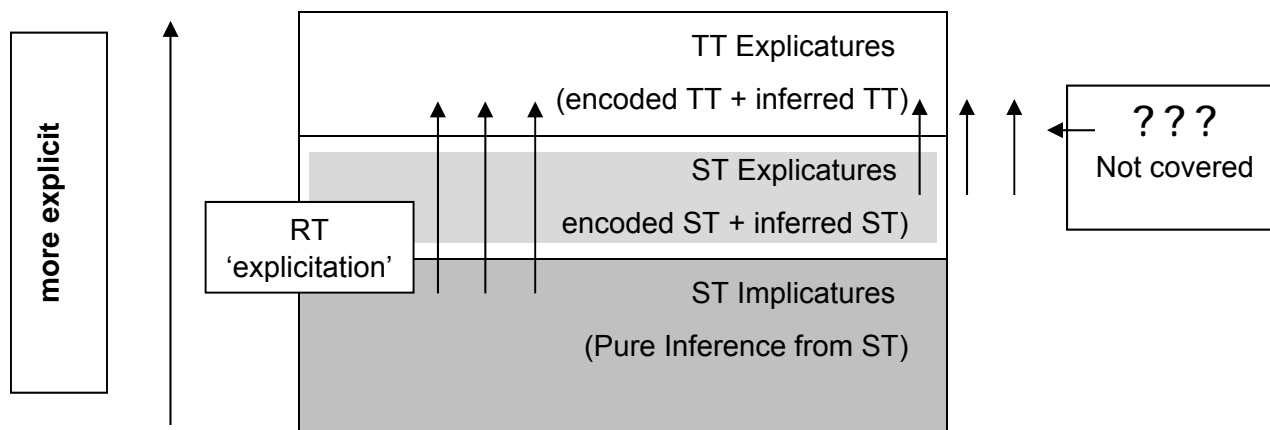 more explicit
TT Explicatures
(encoded TT + inferred TT)
ST Explicatures
encoded ST + inferred ST)
RT
‘explicitation’
ST Implicatures
(Pure Inference from ST)
? ? ?
Not covered